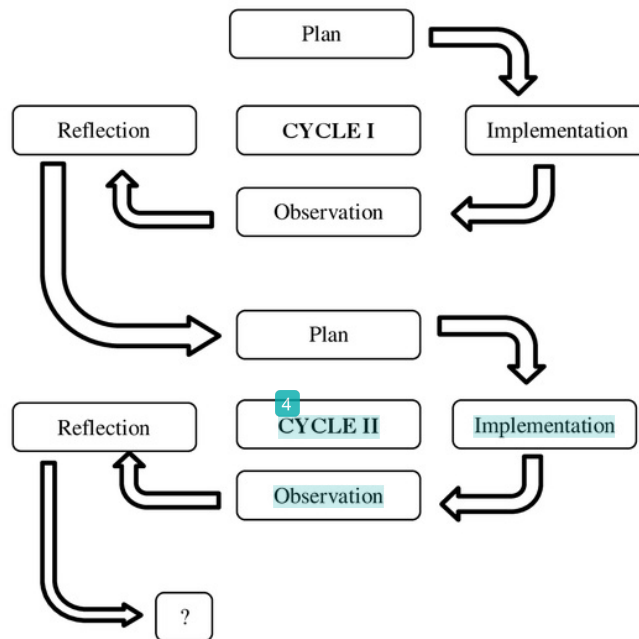 Plan
Reflection
CYCLE I
Implementation
Observation
Plan
4
Reflection
CYCLE II
Implementation
Observation
?